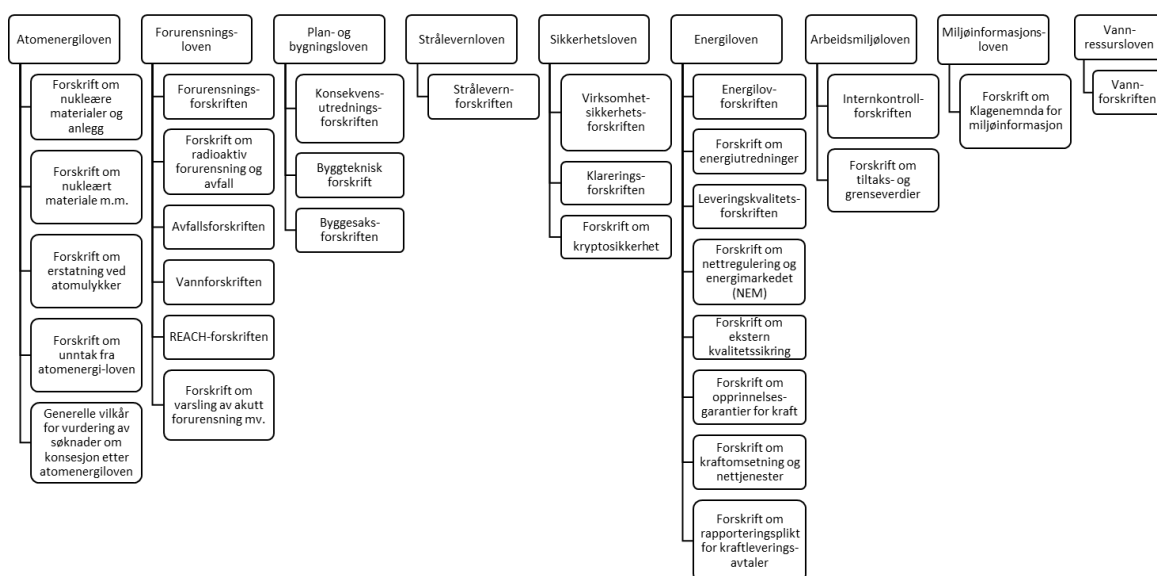 Atomenergiloven
Forskrift om
nukleære
materialer og
anlegg
Forskrift om
nukleært
materiale m.m.
Forskrift om
erstatning ved
atomulykker
Forskrift om
unntak fra
atomenergi-loven
Generelle vilkår
for vurdering av
søknader om
konsesjon etter
atomenergiloven
Forurensnings-
loven
Forurensnings-
forskriften
Forskrift om
radioaktiv
forurensning og
avfall
Avfallsforskriften
Vannforskriften
REACH-forskriften
Forskrift om
varsling av akutt
forurensning mv.
Plan- og
bygningsloven
Konsekvens-
utrednings-
forskriften
Byggteknisk
forskrift
Byggesaks-
forskriften
Strålevernloven
Strålevern-
forskriften
Sikkerhetsloven
Virksomhet-
sikkerhets-
forskriften
Klarerings-
forskriften
Forskrift om
kryptosikkerhet
Energiloven
Energilov-
forskriften
Forskrift om
energiutredninger
Leveringskvalitets-
forskriften
Forskrift om
nettregulering og
energimarkedet
(NEM)
Forskrift om
ekstern
kvalitetssikring
Forskrift om
opprinnelses-
garantier for kraft
Forskrift om
kraftomsetning og
nettjenester
Forskrift om
rapporteringsplikt
for kraftleverings-
avtaler
Arbeidsmiljøloven
Internkontroll-
forskriften
Forskrift om
tiltaks- og
grenseverdier
Miljøinformasjons-
loven
Forskrift om
Klagenemnda for
miljøinformasjon
Vann-
ressursloven
Vann-
forskriften